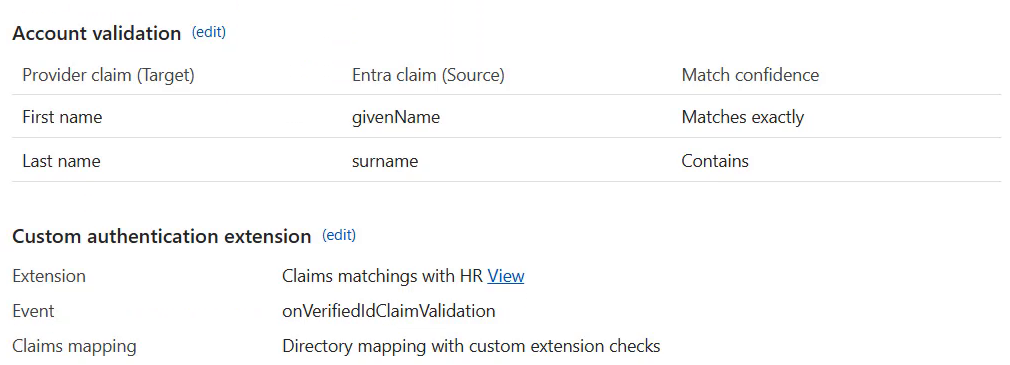 Account validation (edit)
Provider claim (Target) Entra claim (Source) Match confidence
First name givenName Matches exactly
Last name surname Contains
Custom authentication extension (edit)
Extension Claims matchings with HR View
Event onVerifiedIdClaimValidation
Claims mapping Directory mapping with custom extension checks